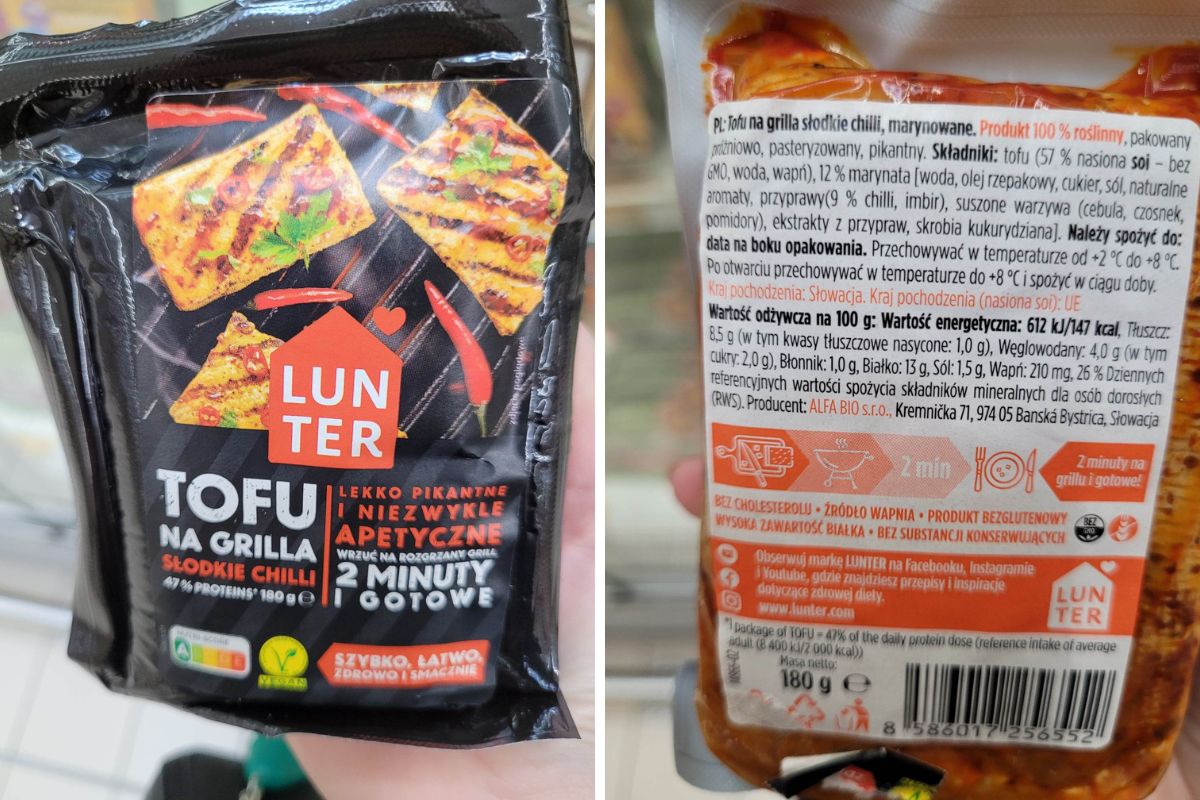 LUN
TER
TOFU
NA GRILLA
SŁODKIE CHILLI
47 % PROTEINS* 180 g ℮
LEKKO PIKANTNE
I NIEZWYKLE
APETYCZNE
WRZUĆ NA ROZGRZANY GRILL
2 MINUTY
I GOTOWE
NUTRI-SCORE
A
VEGAN
SZYBKO, ŁATWO,
ZDROWO I SMACZNIE
PL: Tofu na grilla słodkie chilli, marynowane. Produkt 100 % roślinny, pakowany
próżniowo, pasteryzowany, pikantny. Składniki: tofu (57 % nasiona soi – bez
GMO, woda, wapń), 12 % marynata [woda, olej rzepakowy, cukier, sól, naturalne
aromaty, przyprawy(9 % chilli, imbir), suszone warzywa (cebula, czosnek,
pomidory), ekstrakty z przypraw, skrobia kukurydziana]. Należy spożyć do:
data na boku opakowania. Przechowywać w temperaturze od +2 °C do +8 °C.
Po otwarciu przechowywać w temperaturze do +8 °C i spożyć w ciągu doby.
Kraj pochodzenia: Słowacja. Kraj pochodzenia (nasiona soi): UE
Wartość odżywcza na 100 g: Wartość energetyczna: 612 kJ/147 kcal, Tłuszcz:
8,5 g (w tym kwasy tłuszczowe nasycone: 1,0 g), Węglowodany: 4,0 g (w tym
cukry: 2,0 g), Błonnik: 1,0 g, Białko: 13 g, Sól: 1,5 g, Wapń: 210 mg, 26 % Dziennych
referencyjnych wartości spożycia składników mineralnych dla osób dorosłych
(RWS). Producent: ALFA BIO s.r.o., Kremnička 71, 974 05 Banská Bystrica, Słowacja
2 min
2 minuty na
grillu i gotowe!
BEZ CHOLESTEROLU • ŹRÓDŁO WAPNIA • PRODUKT BEZGLUTENOWY
WYSOKA ZAWARTOŚĆ BIAŁKA • BEZ SUBSTANCJI KONSERWUJĄCYCH
BEZ
GMO
Obserwuj markę LUNTER na Facebooku, Instagramie
i Youtube, gdzie znajdziesz przepisy i inspiracje
dotyczące zdrowej diety.
www.lunter.com
LUN
TER
*1 package of TOFU = 47% of the daily protein dose (reference intake of average
adult (8 400 kJ/2 000 kcal))
Masa netto:
180 g ℮
8 586017 256552